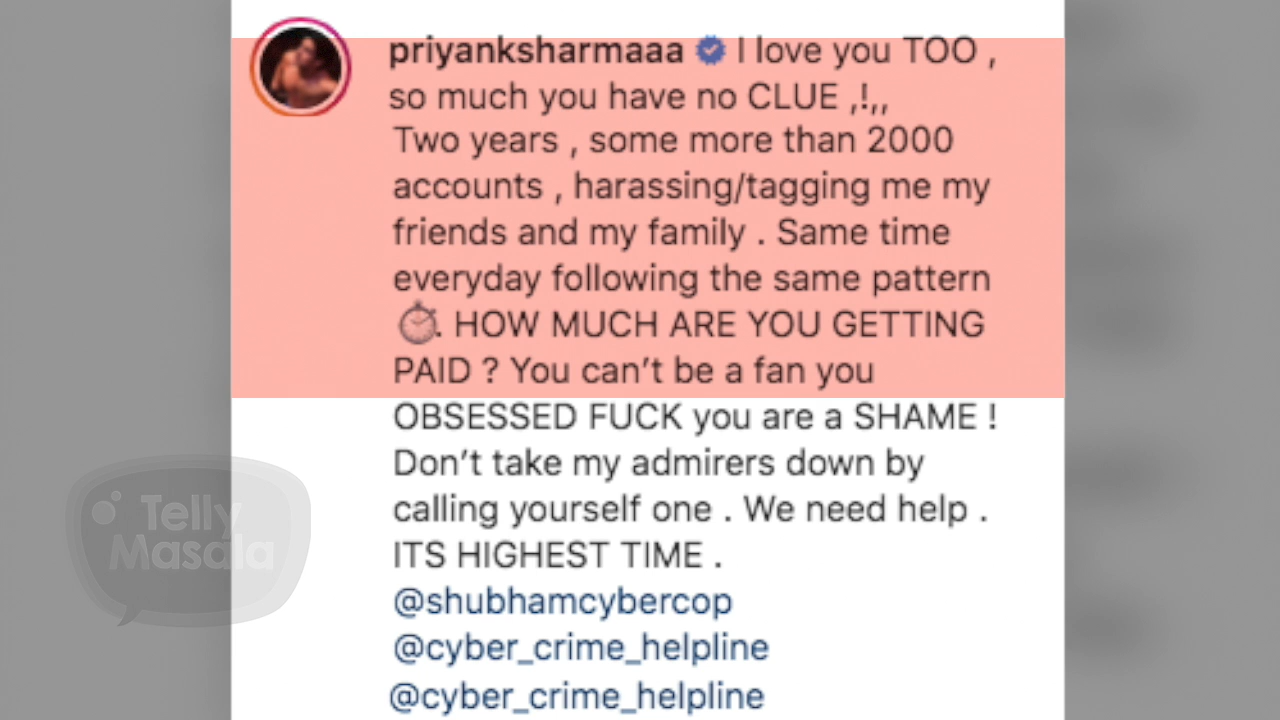 priyanksharmaaa I love you TOO ,
so much you have no CLUE ,!,,
Two years , some more than 2000
accounts , harassing/tagging me my
friends and my family . Same time
everyday following the same pattern
⏱. HOW MUCH ARE YOU GETTING
PAID ? You can’t be a fan you
OBSESSED FUCK you are a SHAME !
Don’t take my admirers down by
calling yourself one . We need help .
ITS HIGHEST TIME .
@shubhamcybercop
@cyber_crime_helpline
@cyber_crime_helpline
Telly
Masala